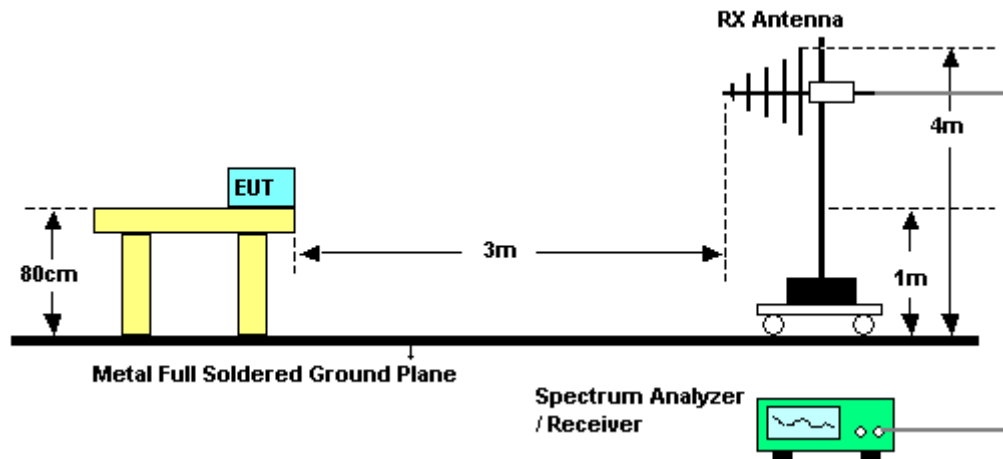 RX Antenna
4m
EUT
3m
80cm
1m
Metal Full Soldered Ground Plane
Spectrum Analyzer
/ Receiver